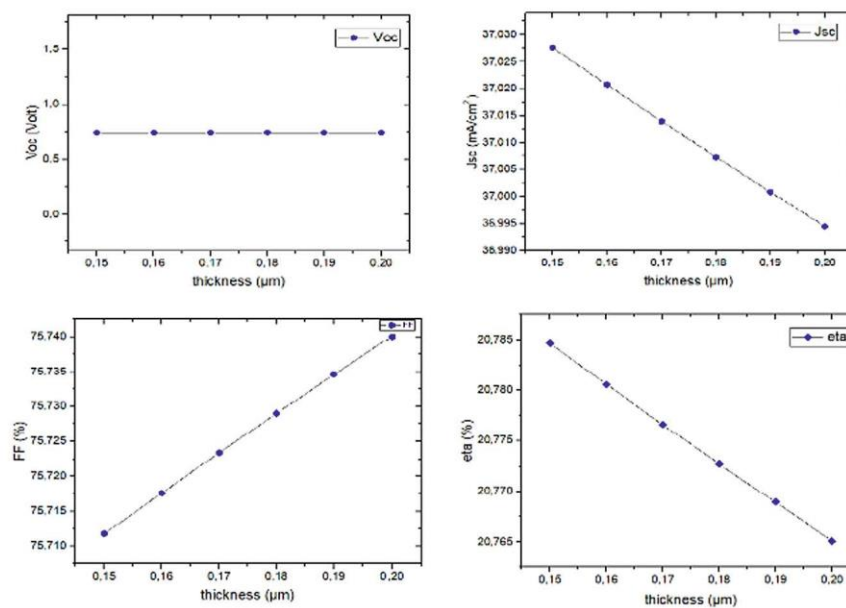 Voc
1,5
1,0
0,5
0,0
Voc (Volt)
0,15 0,16 0,17 0,18 0,19 0,20
thickness (µm)
Jsc
37,030
37,025
37,020
37,015
37,010
37,005
37,000
36,995
36,990
Jsc (mA/cm²)
0,15 0,16 0,17 0,18 0,19 0,20
thickness (µm)
FF
75,740
75,735
75,730
75,725
75,720
75,715
75,710
FF (%)
0,15 0,16 0,17 0,18 0,19 0,20
thickness (µm)
eta
20,785
20,780
20,775
20,770
20,765
eta (%)
0,15 0,16 0,17 0,18 0,19 0,20
thickness (µm)